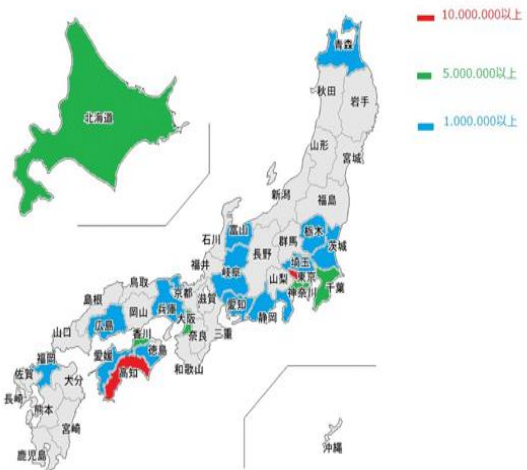 10.000.000以上
5.000.000以上
1.000.000以上
青森
秋田
岩手
北海道
山形
宮城
新潟
福島
石川
富山
群馬
栃木
茨城
福井
長野
岐阜
埼玉
山梨
東京
神奈川
千葉
鳥取
京都
滋賀
愛知
静岡
島根
岡山
兵庫
大阪
三重
山口
広島
香川
奈良
徳島
和歌山
愛媛
高知
福岡
佐賀
大分
長崎
熊本
宮崎
鹿児島
沖縄